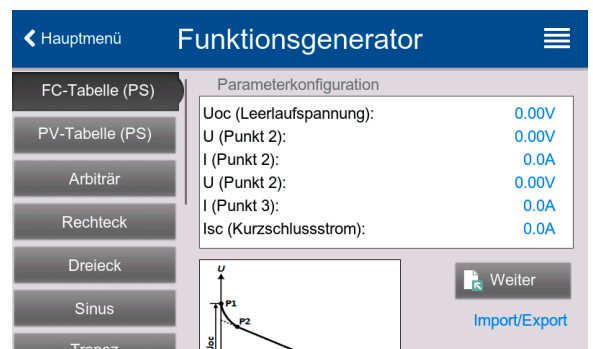 Hauptmenü
Funktionsgenerator
FC-Tabelle (PS)
PV-Tabelle (PS)
Arbiträr
Rechteck
Dreieck
Sinus
Trapez
Parameterkonfiguration
Uoc (Leerlaufspannung): 0.00V
U (Punkt 2): 0.00V
I (Punkt 2): 0.0A
U (Punkt 2): 0.00V
I (Punkt 3): 0.0A
Isc (Kurzschlussstrom): 0.0A
U
P1
P2
Uoc
Weiter
Import/Export